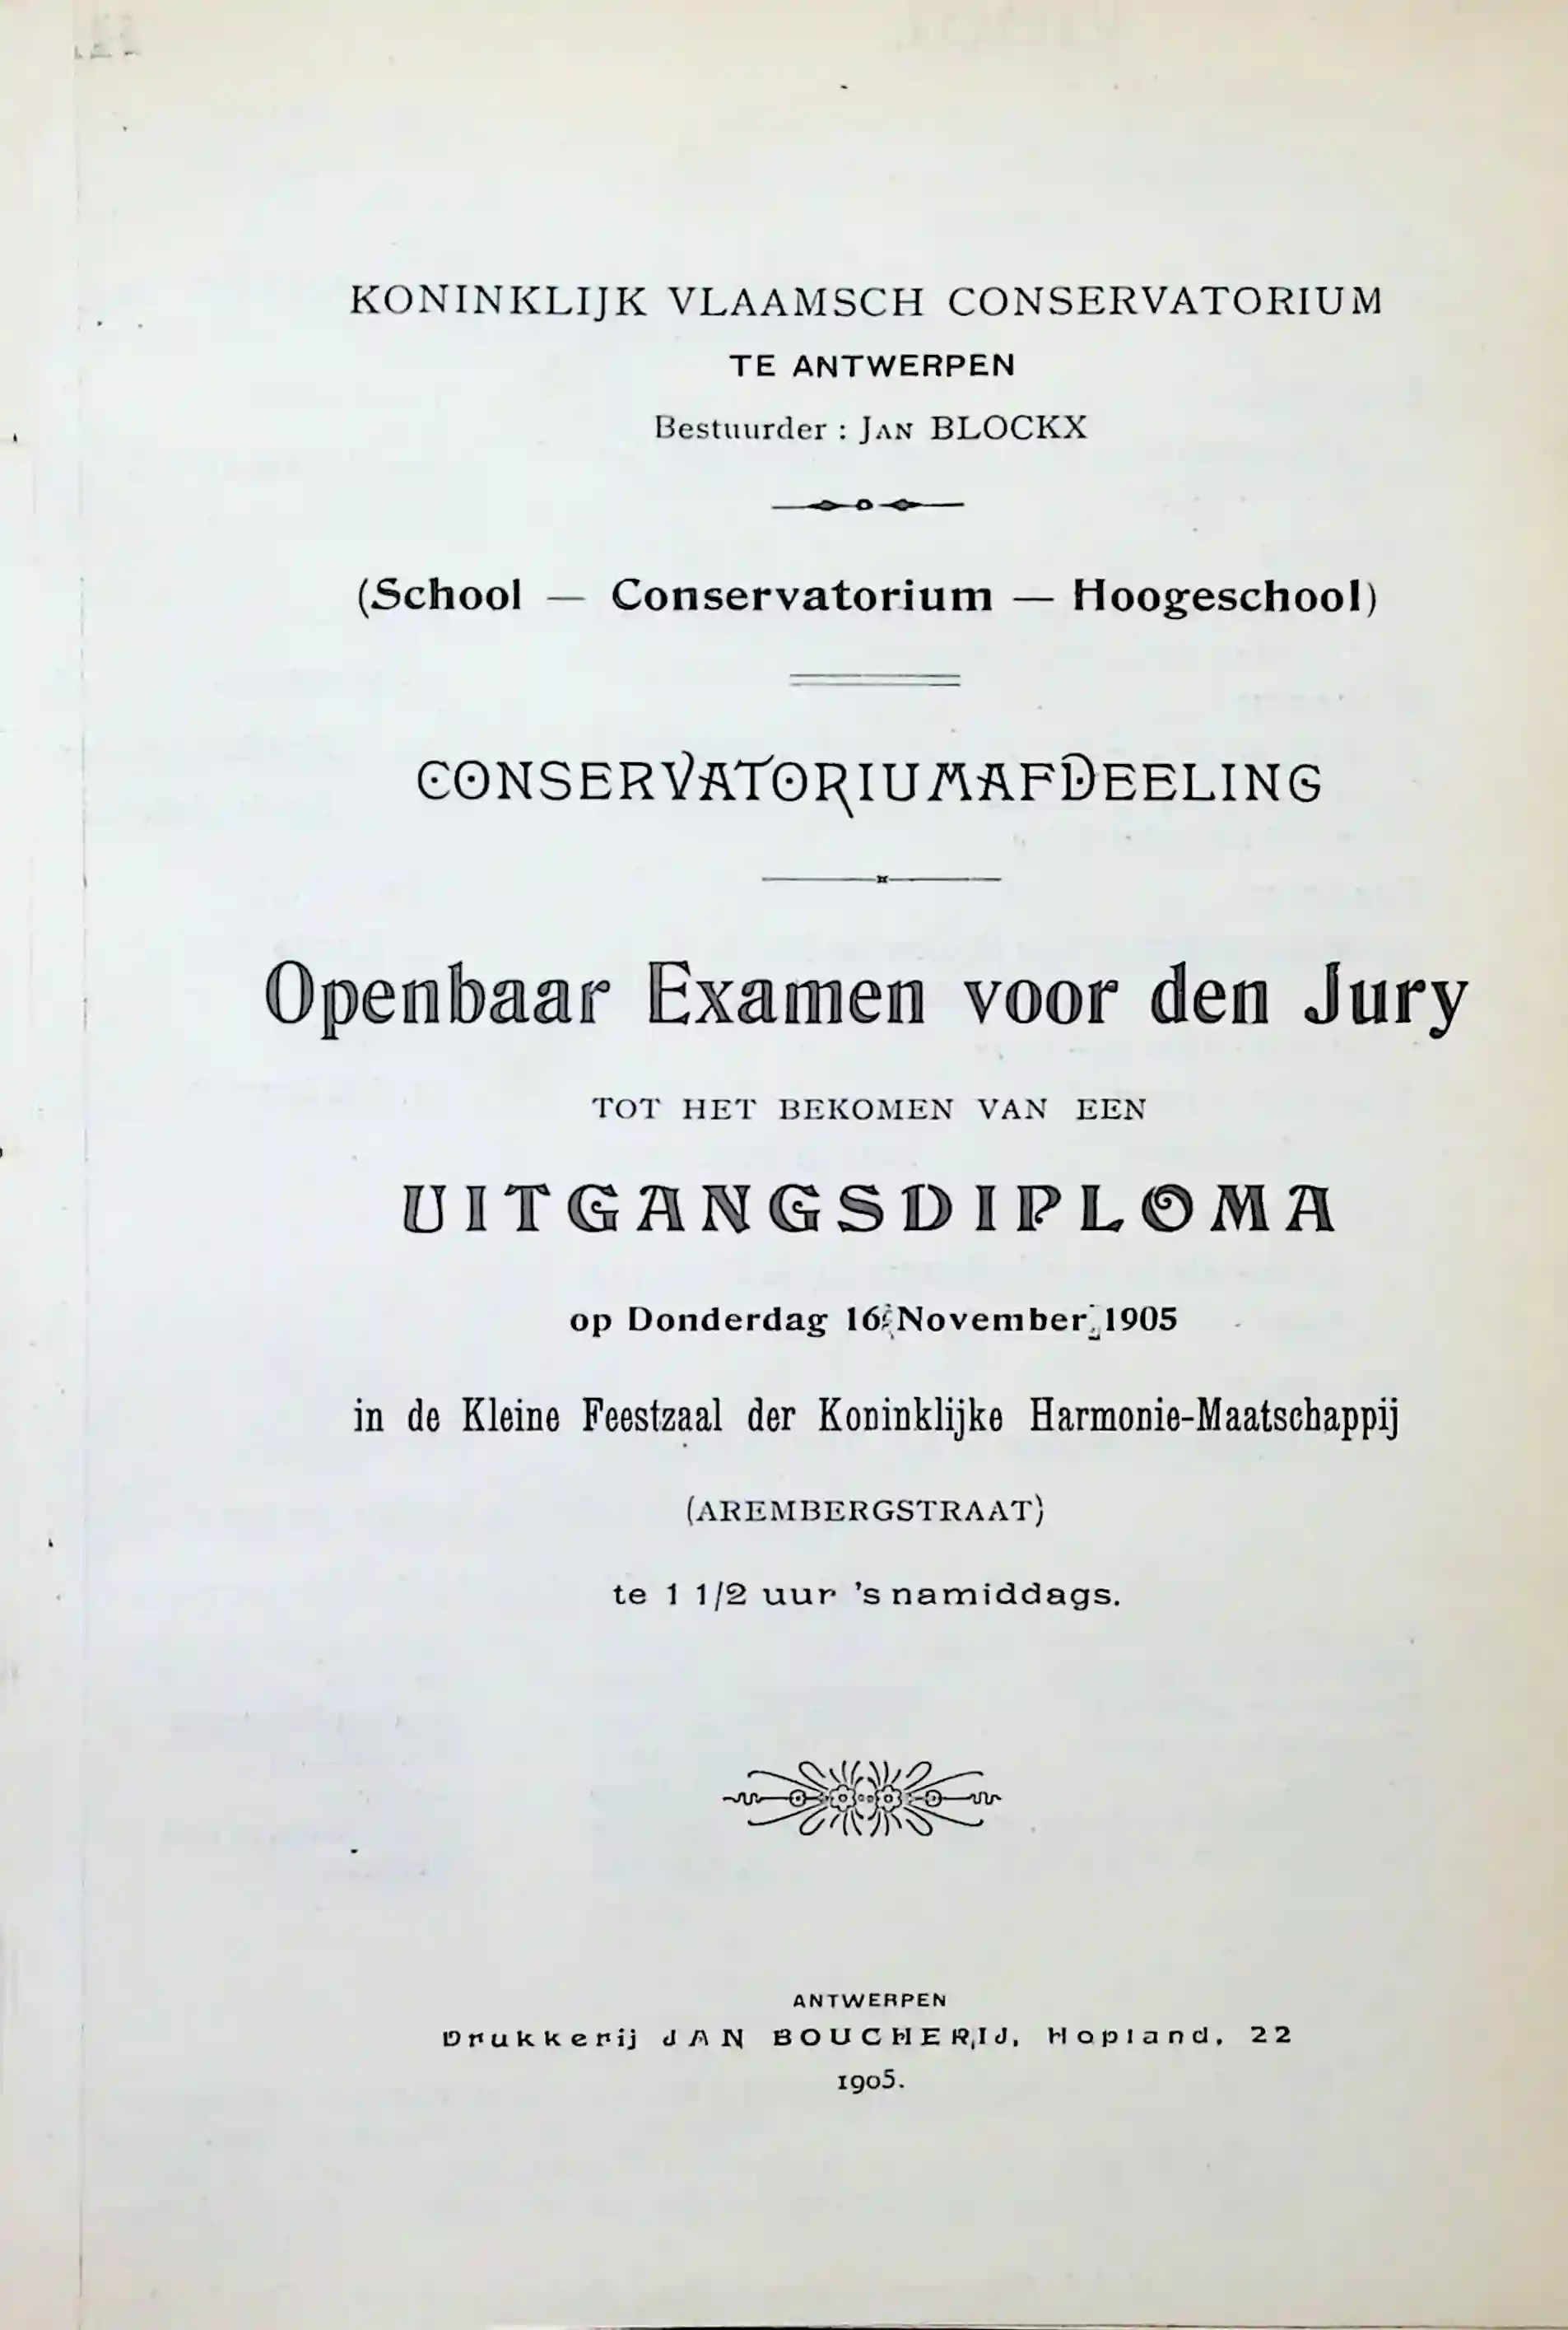 KONINKLIJK VLAAMSCH CONSERVATORIUM
TE ANTWERPEN
Bestuurder : JAN BLOCKX
(School — Conservatorium — Hoogeschool)
CONSERVATORIUMAFDEELING
Openbaar Examen voor den Jury
TOT HET BEKOMEN VAN EEN
UITGANGSDIPLOMA
op Donderdag 16 November 1905
in de Kleine Feestzaal der Koninklijke Harmonie-Maatschappij
(AREMBERGSTRAAT)
te 1 1/2 uur 's namiddags.
ANTWERPEN
Drukkerij JAN BOUCHERIJ, Hopland, 22
1905.